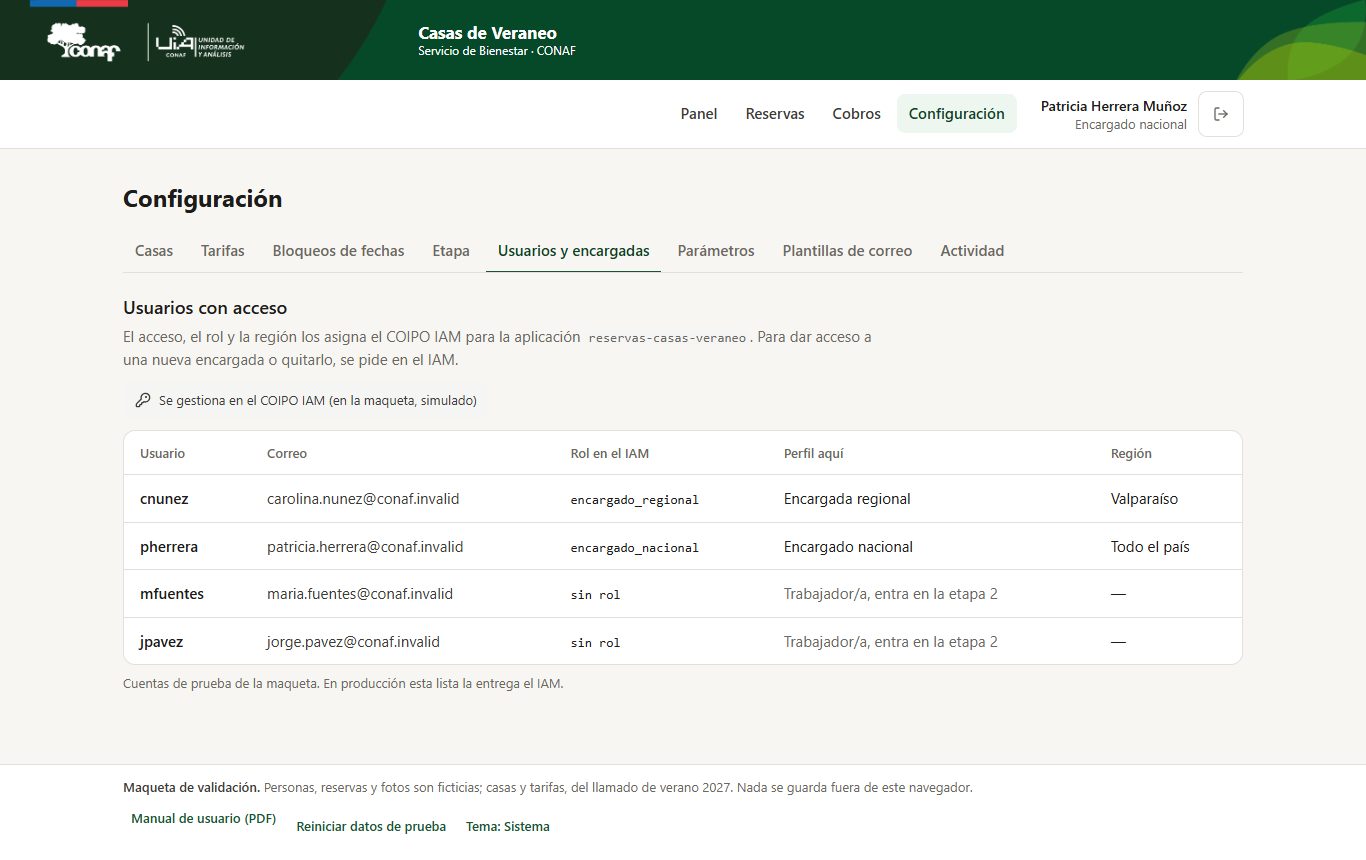 CONAF
UiA
CONAF
UNIDAD DE
INFORMACIÓN
Y ANÁLISIS
Casas de Veraneo
Servicio de Bienestar · CONAF
Panel
Reservas
Cobros
Configuración
Patricia Herrera Muñoz
Encargado nacional
Configuración
Casas
Tarifas
Bloqueos de fechas
Etapa
Usuarios y encargadas
Parámetros
Plantillas de correo
Actividad
Usuarios con acceso
El acceso, el rol y la región los asigna el COIPO IAM para la aplicación reservas-casas-veraneo. Para dar acceso a
una nueva encargada o quitarlo, se pide en el IAM.
Se gestiona en el COIPO IAM (en la maqueta, simulado)
Usuario Correo Rol en el IAM Perfil aquí Región
cnunez carolina.nunez@conaf.invalid encargado_regional Encargada regional Valparaíso
pherrera patricia.herrera@conaf.invalid encargado_nacional Encargado nacional Todo el país
mfuentes maria.fuentes@conaf.invalid sin rol Trabajador/a, entra en la etapa 2 —
jpavez jorge.pavez@conaf.invalid sin rol Trabajador/a, entra en la etapa 2 —
Cuentas de prueba de la maqueta. En producción esta lista la entrega el IAM.
Maqueta de validación. Personas, reservas y fotos son ficticias; casas y tarifas, del llamado de verano 2027. Nada se guarda fuera de este navegador.
Manual de usuario (PDF)
Reiniciar datos de prueba
Tema: Sistema